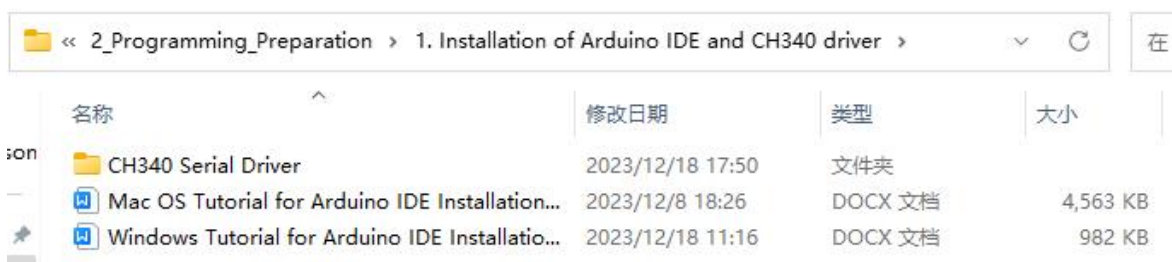 « 2_Programming_Preparation › 1. Installation of Arduino IDE and CH340 driver › 在
名称 修改日期 类型 大小
son
CH340 Serial Driver 2023/12/18 17:50 文件夹
Mac OS Tutorial for Arduino IDE Installation... 2023/12/8 18:26 DOCX 文档 4,563 KB
Windows Tutorial for Arduino IDE Installatio... 2023/12/18 11:16 DOCX 文档 982 KB